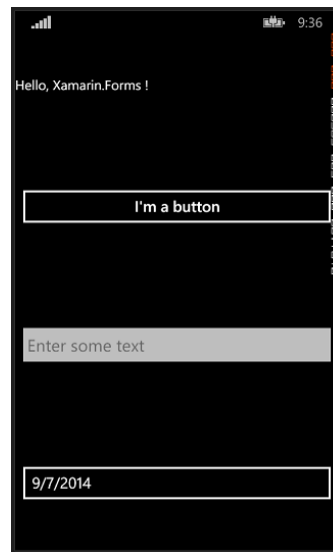 9:36
Hello, Xamarin.Forms !
I'm a button
Enter some text
9/7/2014